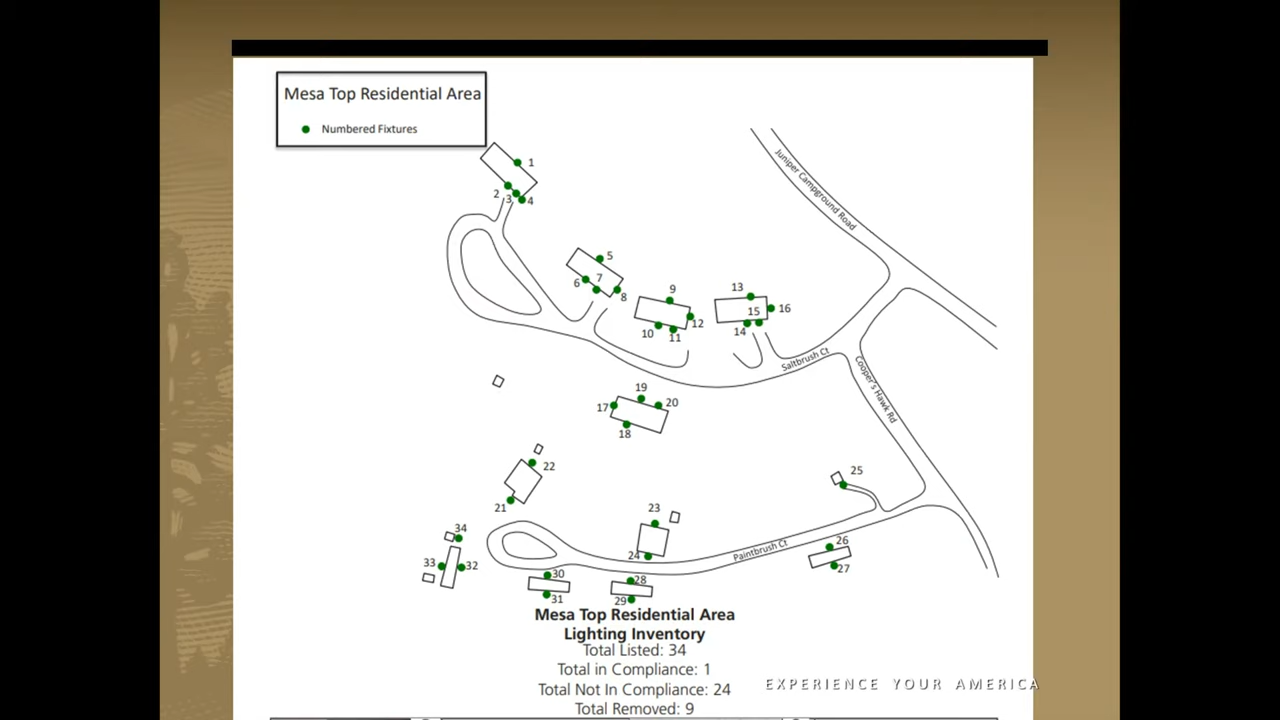 Mesa Top Residential Area
Numbered Fixtures
1
2
3
4
Juniper Campground Road
5
6
7
8
9
10
11
12
13
14
15
16
Saltbrush Ct
Cooper's Hawk Rd
17
18
19
20
21
22
23
24
25
Paintbrush Ct
26
27
28
29
30
31
32
33
34
Mesa Top Residential Area
Lighting Inventory
Total Listed: 34
Total in Compliance: 1
Total Not In Compliance: 24
EXPERIENCE YOUR AMERICA
Total Removed: 9